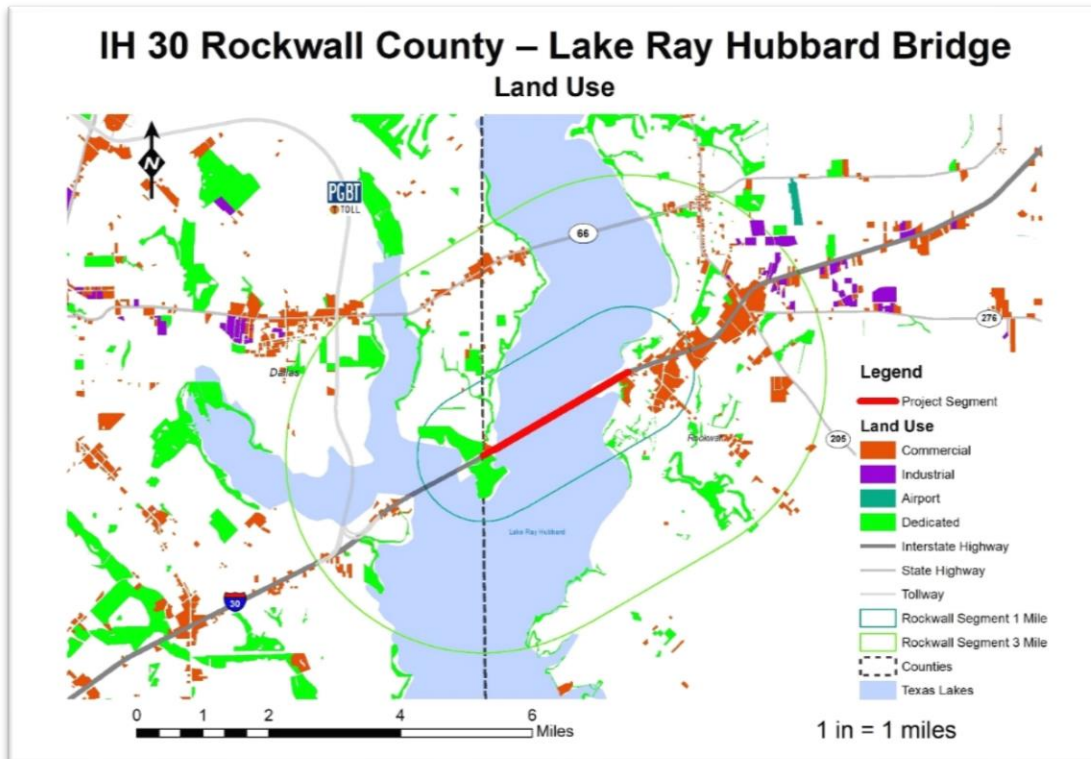 IH 30 Rockwall County – Lake Ray Hubbard Bridge
Land Use
N
PGBT
TOLL
66
276
Dallas
Rockwall
205
Lake Ray Hubbard
30
Legend
Project Segment
Land Use
Commercial
Industrial
Airport
Dedicated
Interstate Highway
State Highway
Tollway
Rockwall Segment 1 Mile
Rockwall Segment 3 Mile
Counties
Texas Lakes
0 1 2 4 6
Miles
1 in = 1 miles